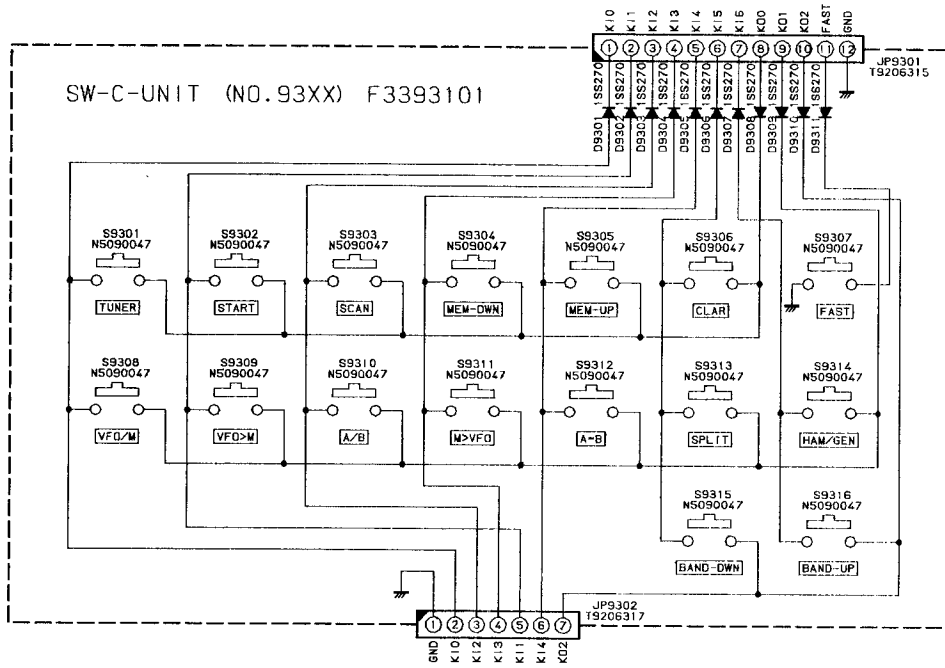 KI0 KI1 KI2 KI3 KI4 KI5 KI6 KO0 KO1 KO2 FAST GND
1 2 3 4 5 6 7 8 9 10 11 12
JP9301
T9206315
SW-C-UNIT (NO.93XX) F3393101
D9301 1SS270
D9302 1SS270
D9303 1SS270
D9304 1SS270
D9305 1SS270
D9306 1SS270
D9307 1SS270
D9308 1SS270
D9309 1SS270
D9310 1SS270
D9311 1SS270
S9301 S9302 S9303 S9304 S9305 S9306 S9307
N5090047 N5090047 N5090047 N5090047 N5090047 N5090047 N5090047
TUNER START SCAN MEM-DWN MEM-UP CLAR FAST
S9308 S9309 S9310 S9311 S9312 S9313 S9314
N5090047 N5090047 N5090047 N5090047 N5090047 N5090047 N5090047
VFO/M VFO>M A/B M>VFO A=B SPLIT HAM/GEN
S9315 S9316
N5090047 N5090047
BAND-DWN BAND-UP
JP9302
T9206317
1 2 3 4 5 6 7
GND KI0 KI2 KI3 KI1 KI4 KO2